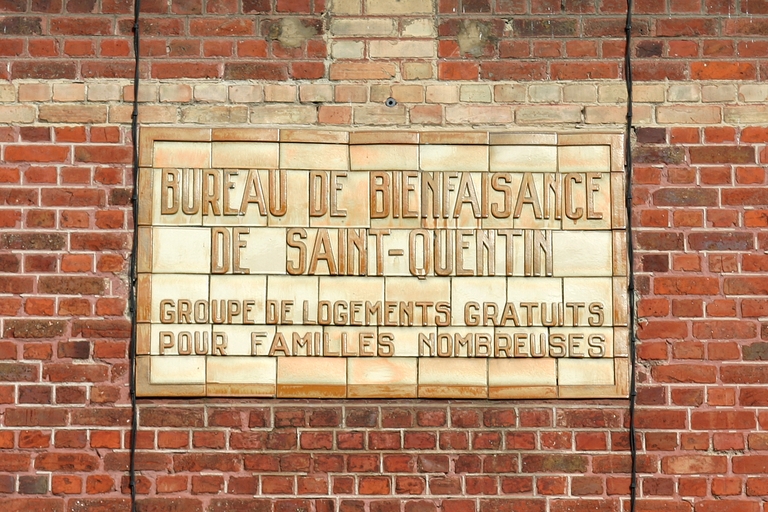 BUREAU DE BIENFAISANCE
DE SAINT-QUENTIN
GROUPE DE LOGEMENTS GRATUITS
POUR FAMILLES NOMBREUSES